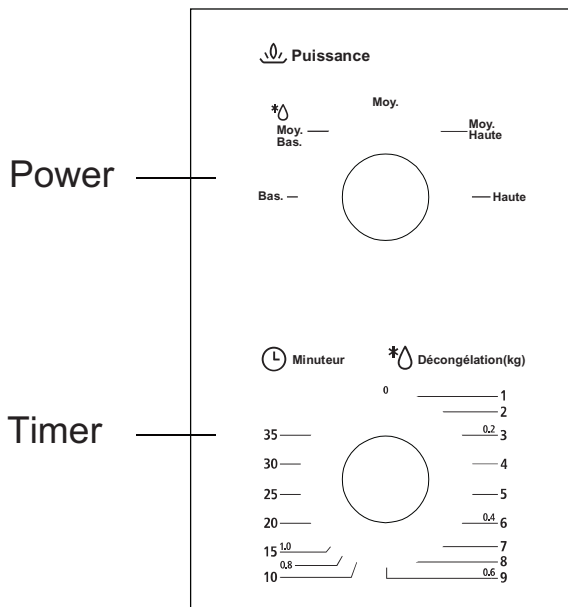 Puissance
Moy.
Moy.
Bas.
Moy.
Haute
Power
Bas.
Haute
Minuteur
Décongélation(kg)
0
1
2
Timer
35
0.2
3
30
4
25
5
20
0.4
6
15
1.0
7
0.8
8
10
0.6
9